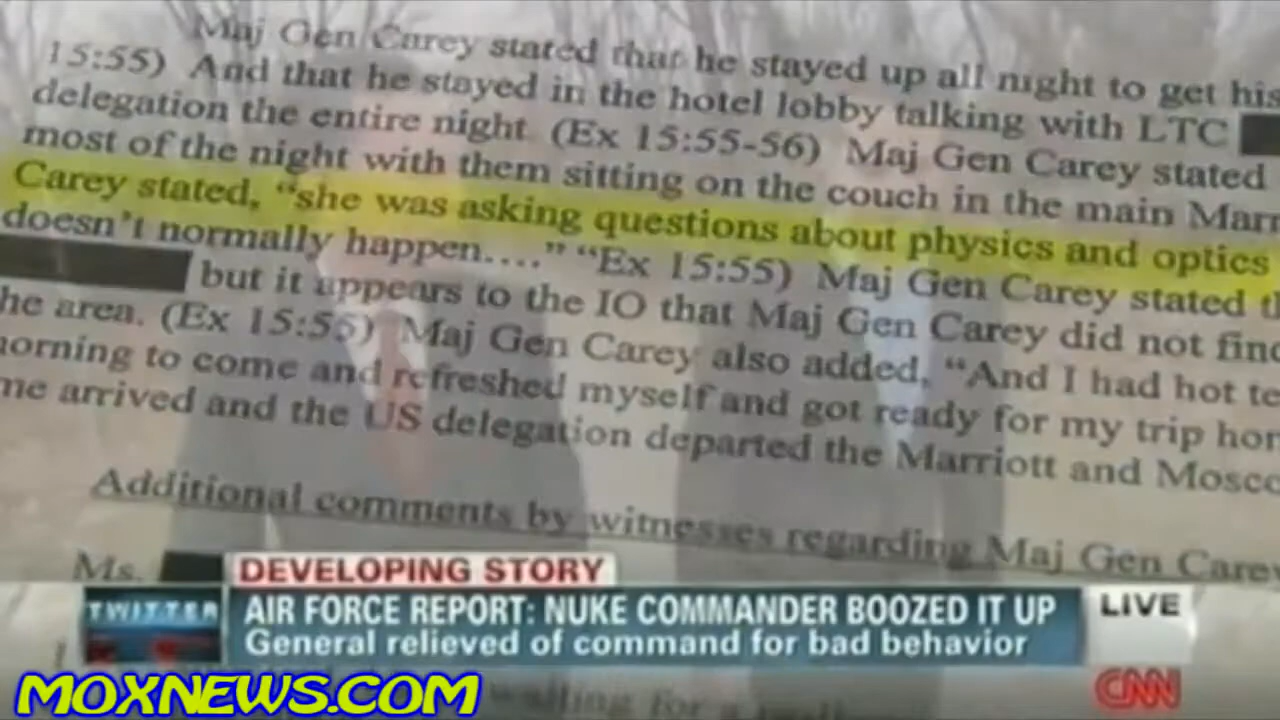 Maj Gen Carey stated that he stayed up all night to get his
15:55) And that he stayed in the hotel lobby talking with LTC
delegation the entire night (Ex 15:55-56) Maj Gen Carey stated
most of the night with them sitting on the couch in the main Marr
Carey stated, “she was asking questions about physics and optics
doesn’t normally happen….” “Ex 15:55) Maj Gen Carey stated th
but it appears to the IO that Maj Gen Carey did not find
he area. (Ex 15:55) Maj Gen Carey also added, “And I had hot te
orning to come and refreshed myself and got ready for my trip hom
me arrived and the US delegation departed the Marriott and Mosco
Additional comments by witnesses regarding Maj Gen Carey
Ms.
DEVELOPING STORY
TWITTER
AIR FORCE REPORT: NUKE COMMANDER BOOZED IT UP
General relieved of command for bad behavior
LIVE
CNN
MOXNEWS.COM